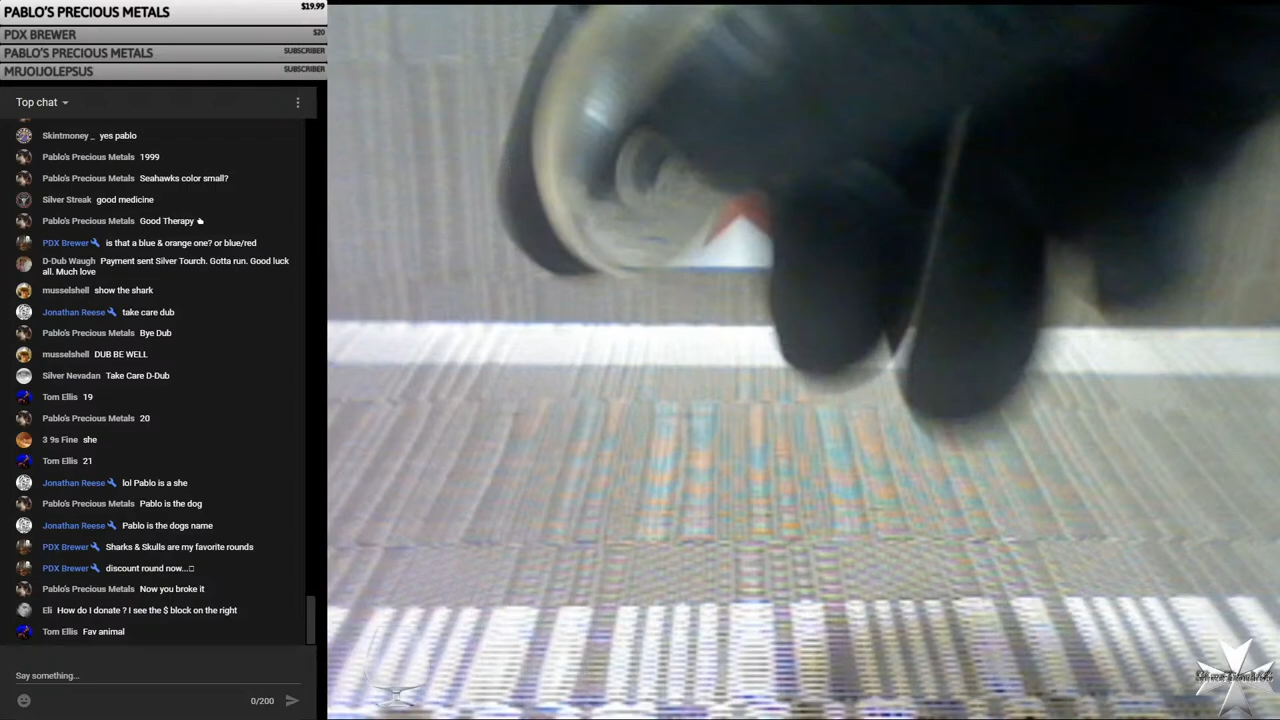 PABLO'S PRECIOUS METALS $19.99
PDX BREWER $20
PABLO'S PRECIOUS METALS SUBSCRIBER
MRJOIJOLEPSUS SUBSCRIBER
Top chat
Skintmoney _ yes pablo
Pablo's Precious Metals 1999
Pablo's Precious Metals Seahawks color small?
Silver Streak good medicine
Pablo's Precious Metals Good Therapy
PDX Brewer is that a blue & orange one? or blue/red
D-Dub Waugh Payment sent Silver Tourch. Gotta run. Good luck
all. Much love
musselshell show the shark
Jonathan Reese take care dub
Pablo's Precious Metals Bye Dub
musselshell DUB BE WELL
Silver Nevadan Take Care D-Dub
Tom Ellis 19
Pablo's Precious Metals 20
3 9s Fine she
Tom Ellis 21
Jonathan Reese lol Pablo is a she
Pablo's Precious Metals Pablo is the dog
Jonathan Reese Pablo is the dogs name
PDX Brewer Sharks & Skulls are my favorite rounds
PDX Brewer discount round now...
Pablo's Precious Metals Now you broke it
Eli How do I donate ? I see the $ block on the right
Tom Ellis Fav animal
Say something...
0/200